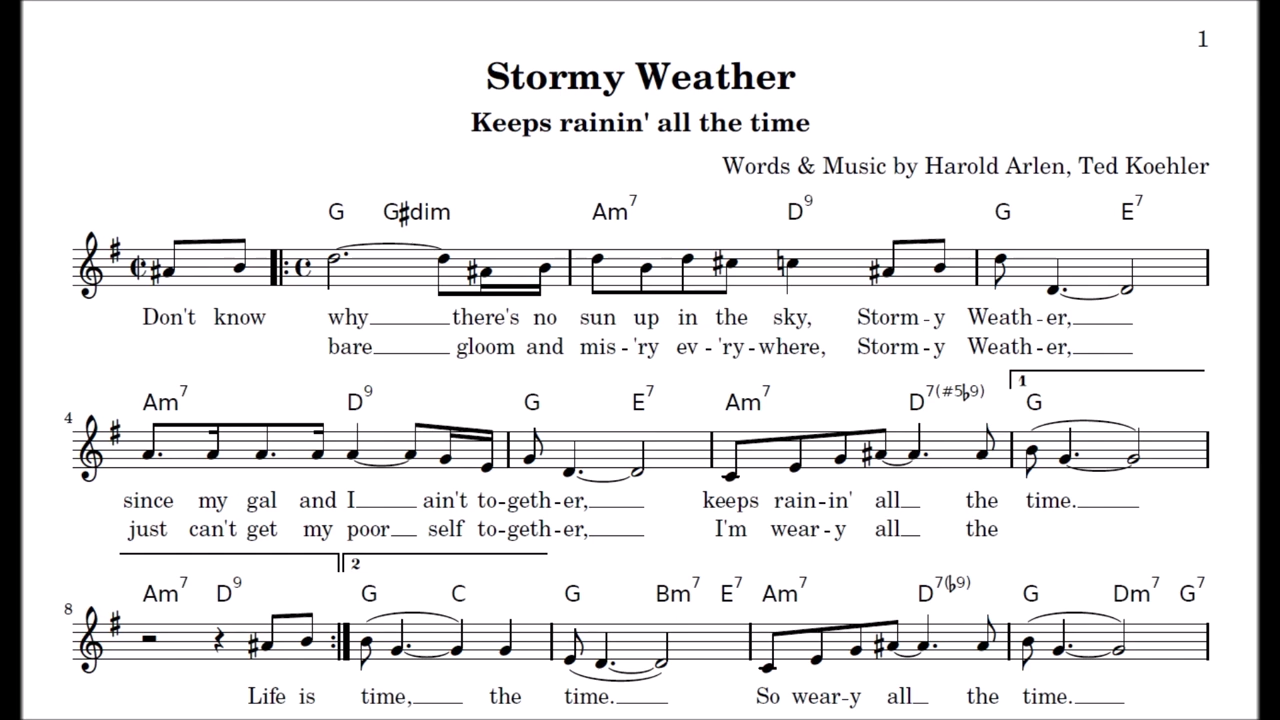 1
Stormy Weather
Keeps rainin' all the time
Words & Music by Harold Arlen, Ted Koehler
G G♯dim Am7 D9 G E7
Don't know why there's no sun up in the sky, Storm - y Weath - er,
bare gloom and mis - 'ry ev - 'ry - where, Storm - y Weath - er,
Am7 D9 G E7 Am7 D7(#5♭9) G
4
1
since my gal and I ain't to-geth-er, keeps rain-in' all the time.
just can't get my poor self to-geth-er, I'm wear-y all the
2
Am7 D9 G C G Bm7 E7 Am7 D7(♭9) G Dm7 G7
8
Life is time, the time. So wear-y all the time.